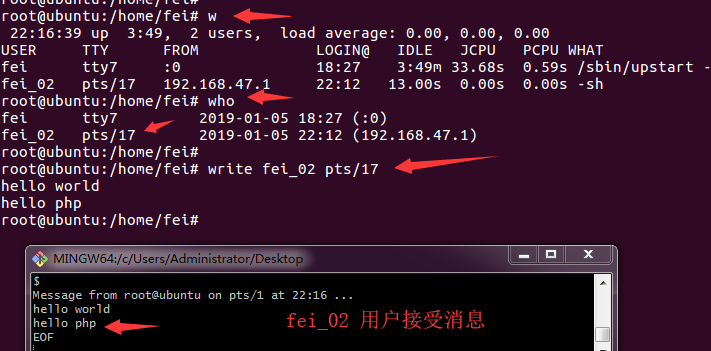 root@ubuntu:/home/fei# w
 22:16:39 up  3:49,  2 users,  load average: 0.00, 0.00, 0.00
USER     TTY      FROM             LOGIN@   IDLE   JCPU   PCPU WHAT
fei      tty7     :0               18:27    3:49m 33.68s  0.59s /sbin/upstart -
fei_02   pts/17   192.168.47.1     22:12   13.00s  0.00s  0.00s -sh
root@ubuntu:/home/fei# who
fei      tty7         2019-01-05 18:27 (:0)
fei_02   pts/17       2019-01-05 22:12 (192.168.47.1)
root@ubuntu:/home/fei#
root@ubuntu:/home/fei# write fei_02 pts/17
hello world
hello php
root@ubuntu:/home/fei#
MINGW64:/c/Users/Administrator/Desktop
$
Message from root@ubuntu on pts/1 at 22:16 ...
hello world
hello php
EOF
fei_02 用户接受消息